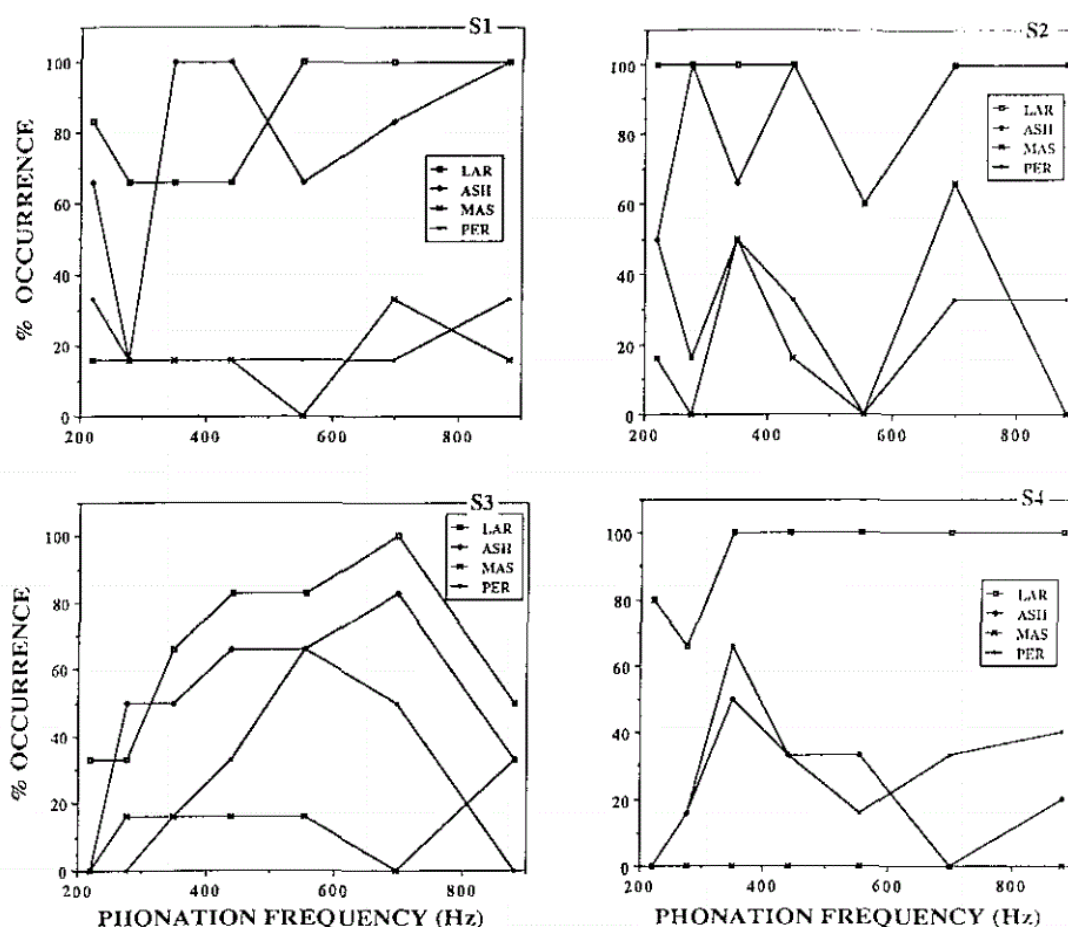 S1
100
80
60
40
20
0
200 400 600 800
LAR
ASH
MAS
PER
% OCCURRENCE
S2
100
80
60
40
20
0
200 400 600 800
LAR
ASH
MAS
PER
S3
100
80
60
40
20
0
200 400 600 800
LAR
ASH
MAS
PER
% OCCURRENCE
PHONATION FREQUENCY (Hz)
S4
100
80
60
40
20
0
200 400 600 800
LAR
ASH
MAS
PER
PHONATION FREQUENCY (Hz)